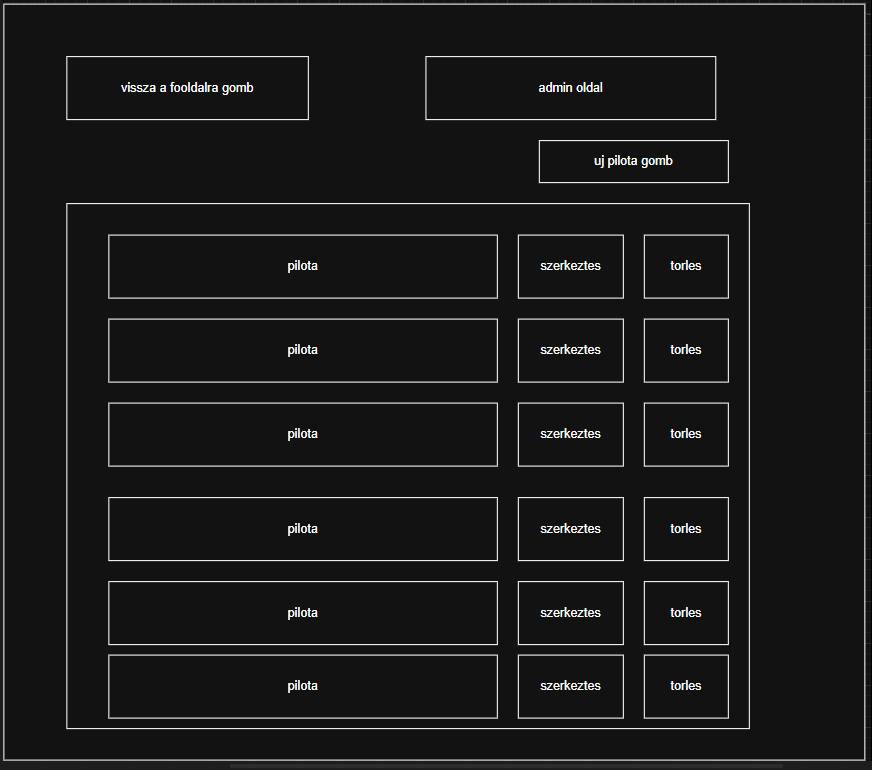 vissza a fooldalra gomb
admin oldal
uj pilota gomb
pilota
szerkeztes
torles
pilota
szerkeztes
torles
pilota
szerkeztes
torles
pilota
szerkeztes
torles
pilota
szerkeztes
torles
pilota
szerkeztes
torles